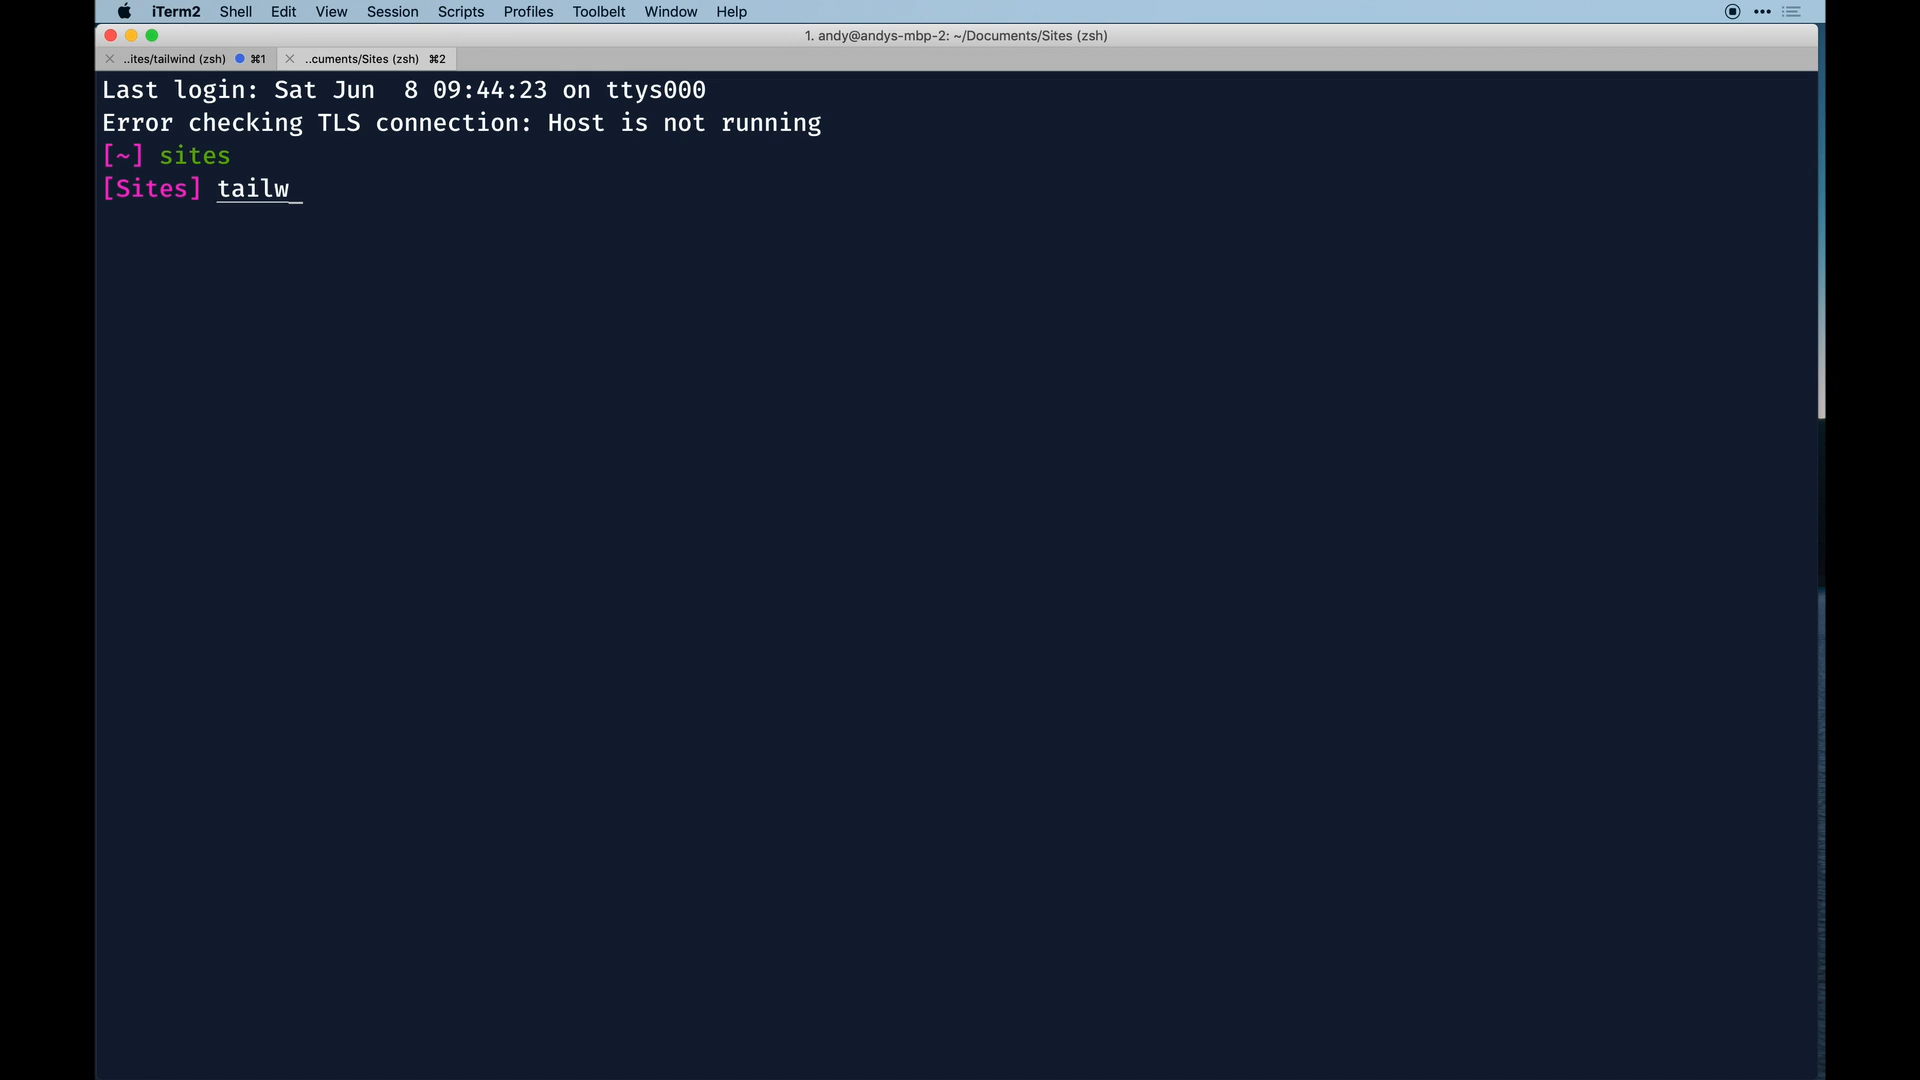 iTerm2 Shell Edit View Session Scripts Profiles Toolbelt Window Help
1. andy@andys-mbp-2: ~/Documents/Sites (zsh)
..ites/tailwind (zsh) ⌘1 ..cuments/Sites (zsh) ⌘2
Last login: Sat Jun  8 09:44:23 on ttys000
Error checking TLS connection: Host is not running
[~] sites
[Sites] tailw_